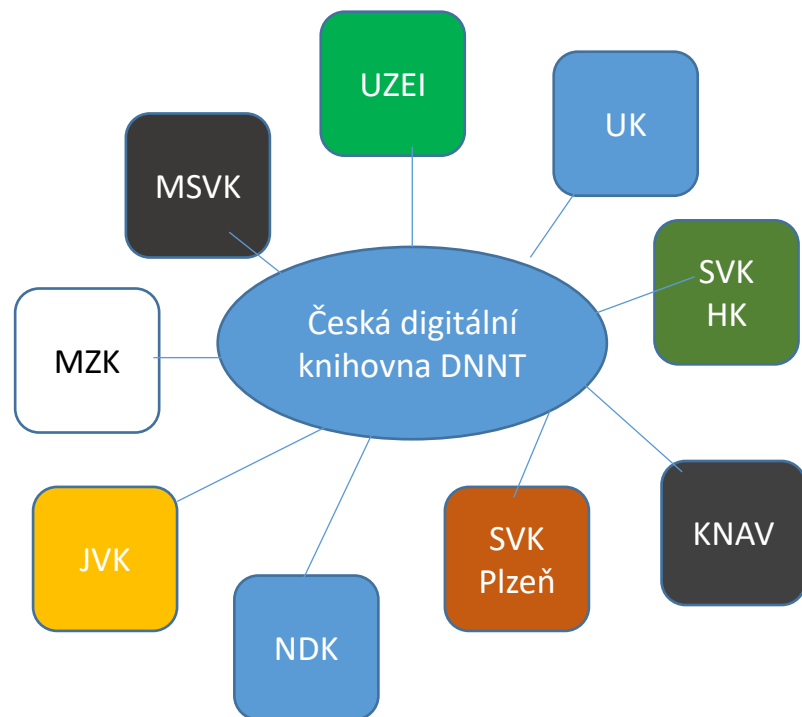 UZEI
UK
MSVK
SVK
HK
Česká digitální
knihovna DNNT
MZK
KNAV
SVK
Plzeň
JVK
NDK